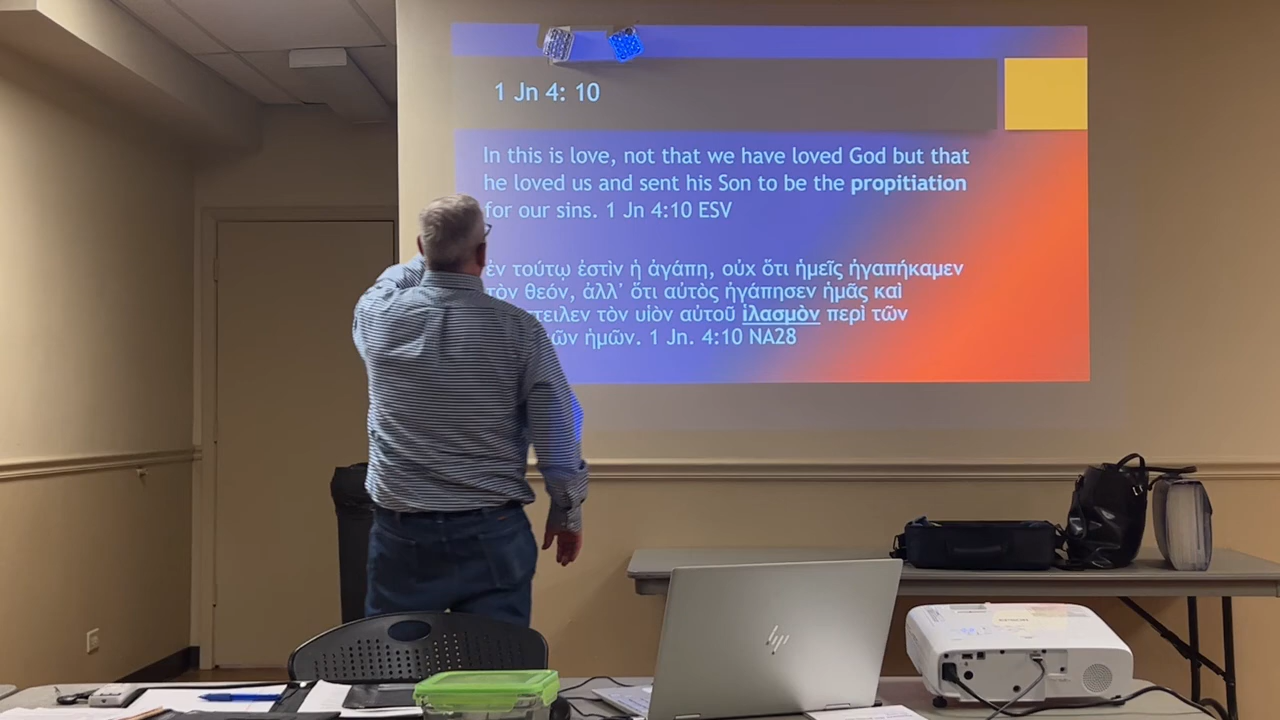 1 Jn 4: 10
In this is love, not that we have loved God but that
he loved us and sent his Son to be the propitiation
for our sins. 1 Jn 4:10 ESV
ἐν τούτῳ ἐστὶν ἡ ἀγάπη, οὐχ ὅτι ἡμεῖς ἠγαπήκαμεν
τὸν θεόν, ἀλλ᾽ ὅτι αὐτὸς ἠγάπησεν ἡμᾶς καὶ
τειλεν τὸν υἱὸν αὐτοῦ ἱλασμὸν περὶ τῶν
ῶν ἡμῶν. 1 Jn. 4:10 NA28
hp
EPSON